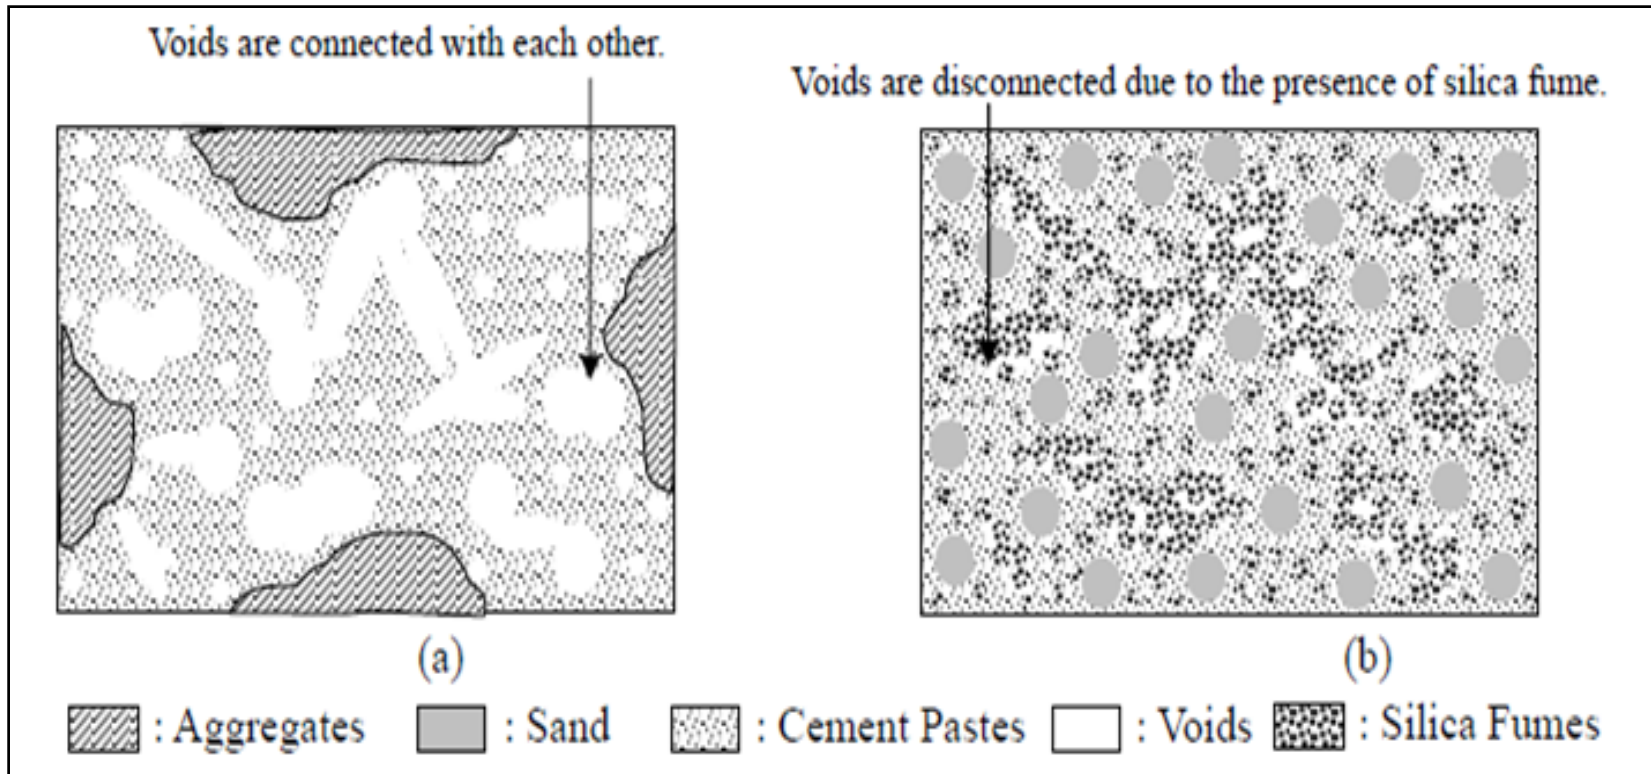 Voids are connected with each other.
Voids are disconnected due to the presence of silica fume.
(a)
(b)
: Aggregates : Sand : Cement Pastes : Voids : Silica Fumes